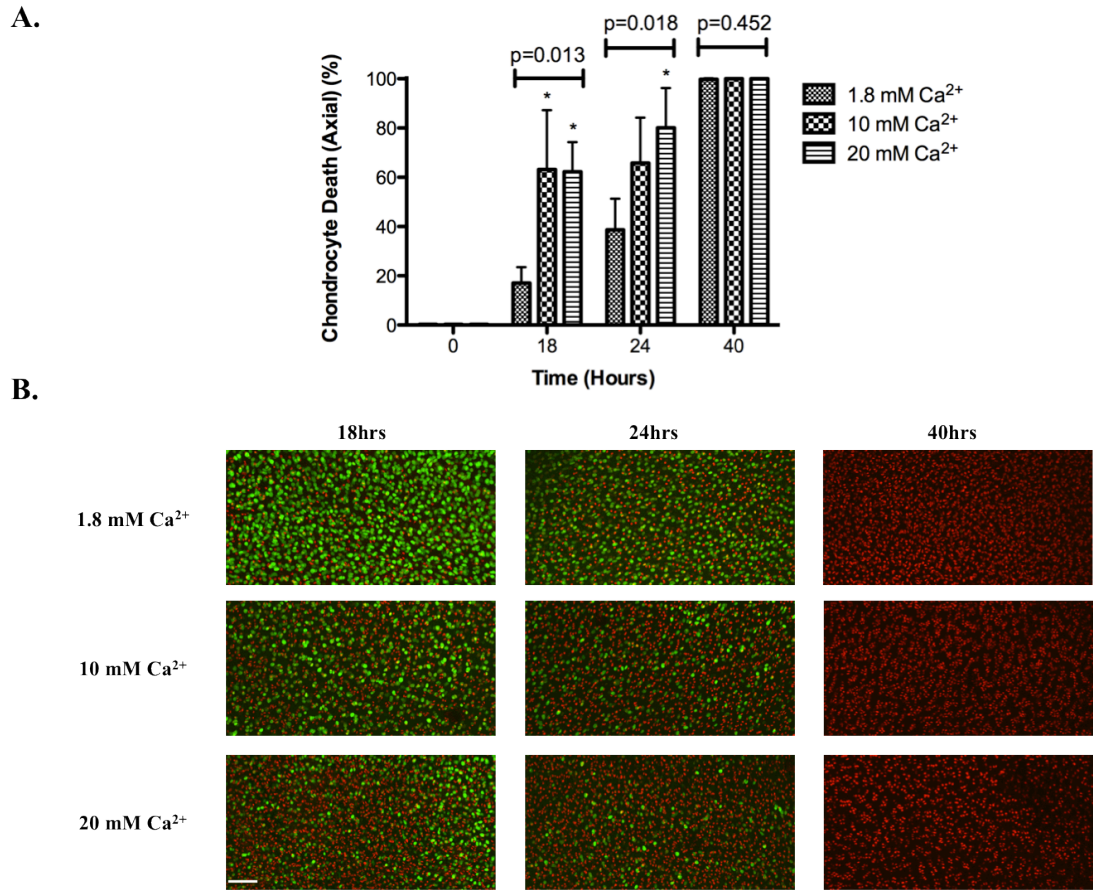 A.
p=0.013
p=0.018
p=0.452
Chondrocyte Death (Axial) (%)
100
80
60
40
20
0
* * *
0 18 24 40
Time (Hours)
1.8 mM Ca²⁺
10 mM Ca²⁺
20 mM Ca²⁺
B.
18hrs 24hrs 40hrs
1.8 mM Ca²⁺
10 mM Ca²⁺
20 mM Ca²⁺